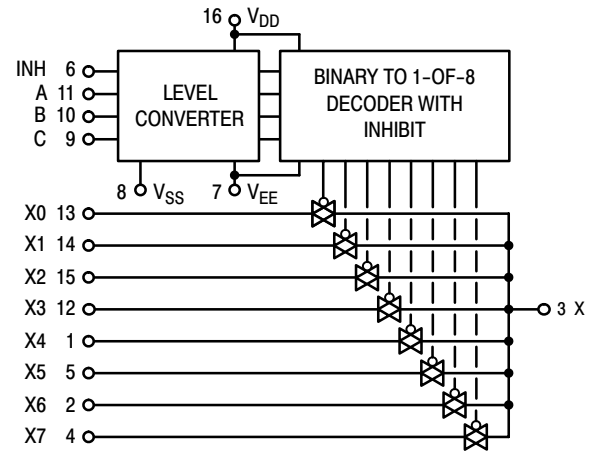 16 VDD
INH 6
A 11
B 10
C 9
LEVEL
CONVERTER
BINARY TO 1-OF-8
DECODER WITH
INHIBIT
8 VSS
7 VEE
X0 13
X1 14
X2 15
X3 12
3 X
X4 1
X5 5
X6 2
X7 4